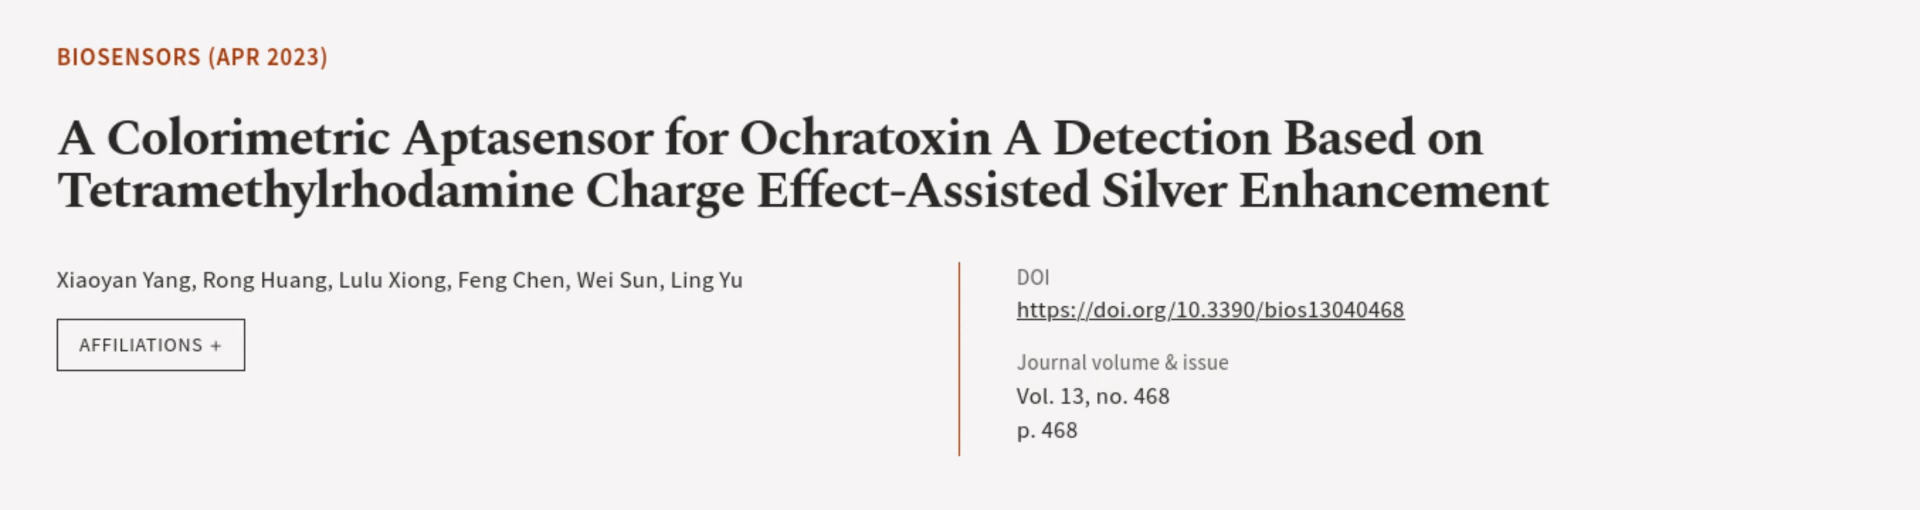 BIOSENSORS (APR 2023)
A Colorimetric Aptasensor for Ochratoxin A Detection Based on
Tetramethylrhodamine Charge Effect-Assisted Silver Enhancement
Xiaoyan Yang, Rong Huang, Lulu Xiong, Feng Chen, Wei Sun, Ling Yu
AFFILIATIONS +
DOI
https://doi.org/10.3390/bios13040468
Journal volume & issue
Vol. 13, no. 468
p. 468